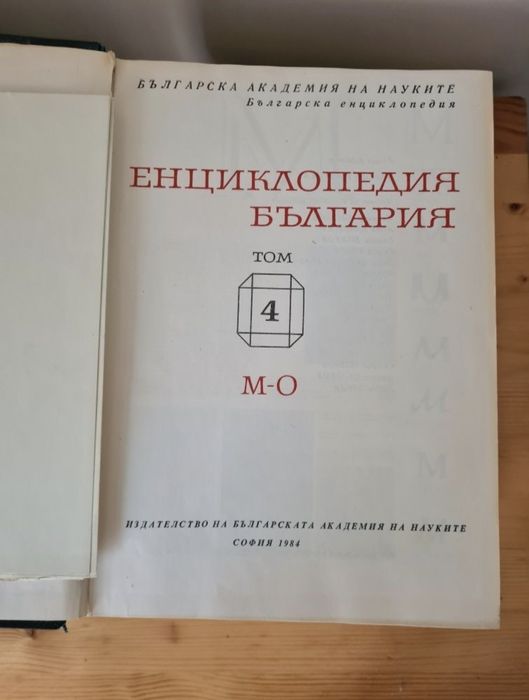 БЪЛГАРСКА АКАДЕМИЯ НА НАУКИТЕ
Българска енциклопедия
ЕНЦИКЛОПЕДИЯ
БЪЛГАРИЯ
ТОМ
4
М-О
ИЗДАТЕЛСТВО НА БЪЛГАРСКАТА АКАДЕМИЯ НА НАУКИТЕ
СОФИЯ 1984